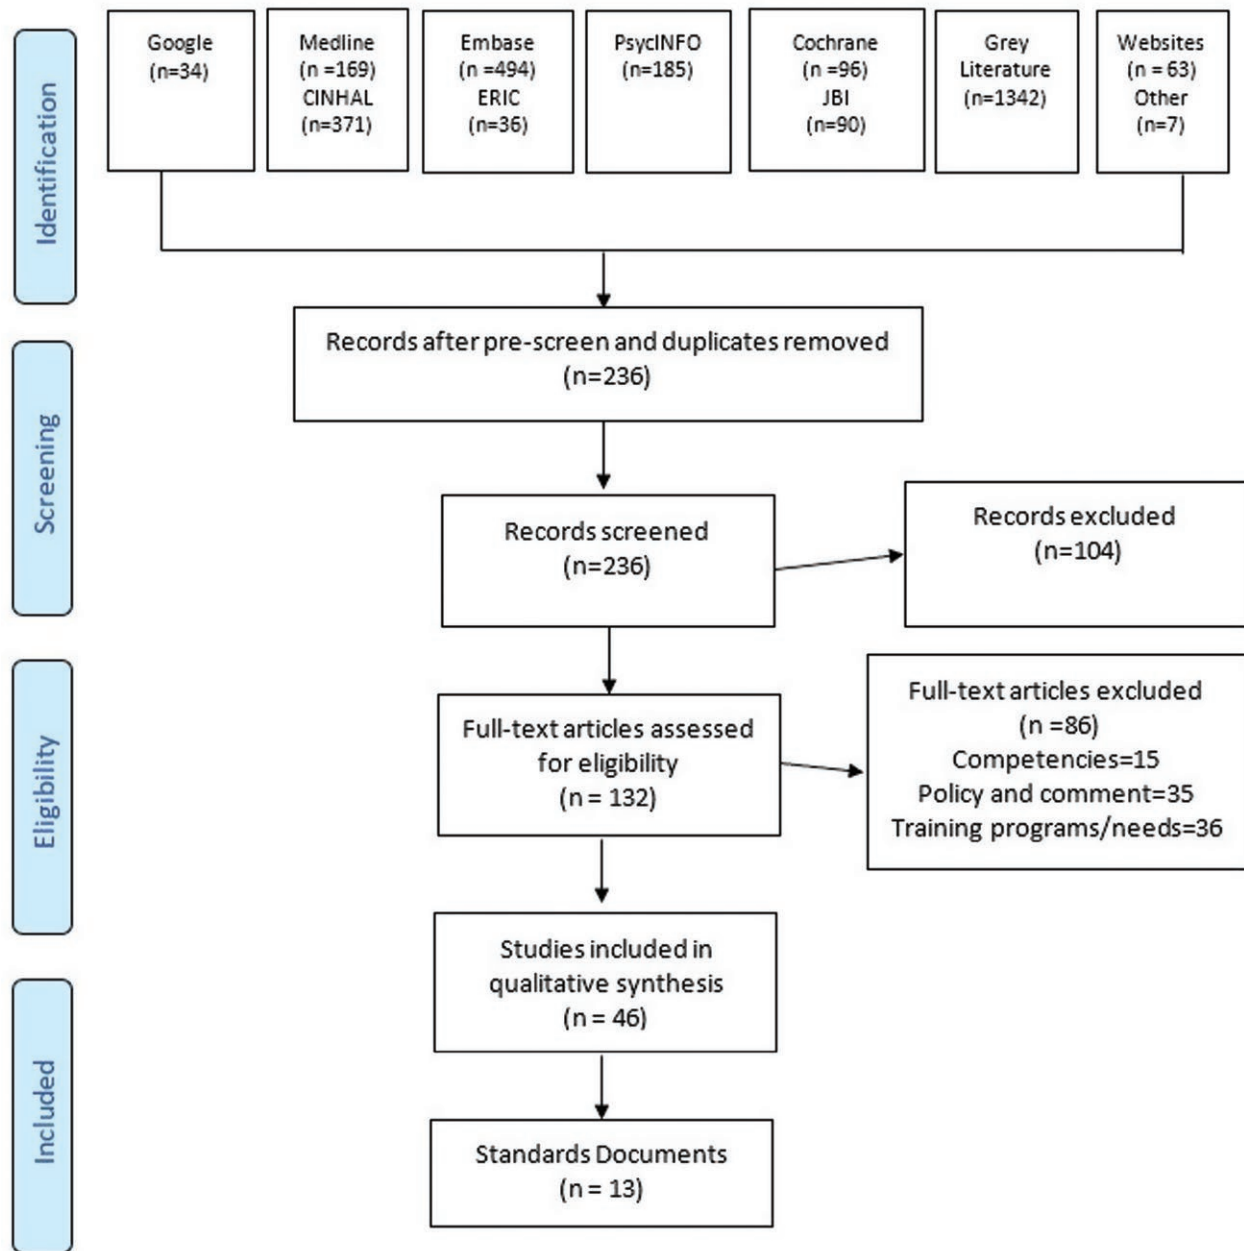 Identification
Google
(n=34)
Medline
(n =169)
CINHAL
(n=371)
Embase
(n =494)
ERIC
(n=36)
PsycINFO
(n=185)
Cochrane
(n =96)
JBI
(n=90)
Grey
Literature
(n=1342)
Websites
(n = 63)
Other
(n=7)
Screening
Records after pre-screen and duplicates removed
(n=236)
Records screened
(n=236)
Records excluded
(n=104)
Eligibility
Full-text articles assessed
for eligibility
(n = 132)
Full-text articles excluded
(n =86)
Competencies=15
Policy and comment=35
Training programs/needs=36
Included
Studies included in
qualitative synthesis
(n = 46)
Standards Documents
(n = 13)